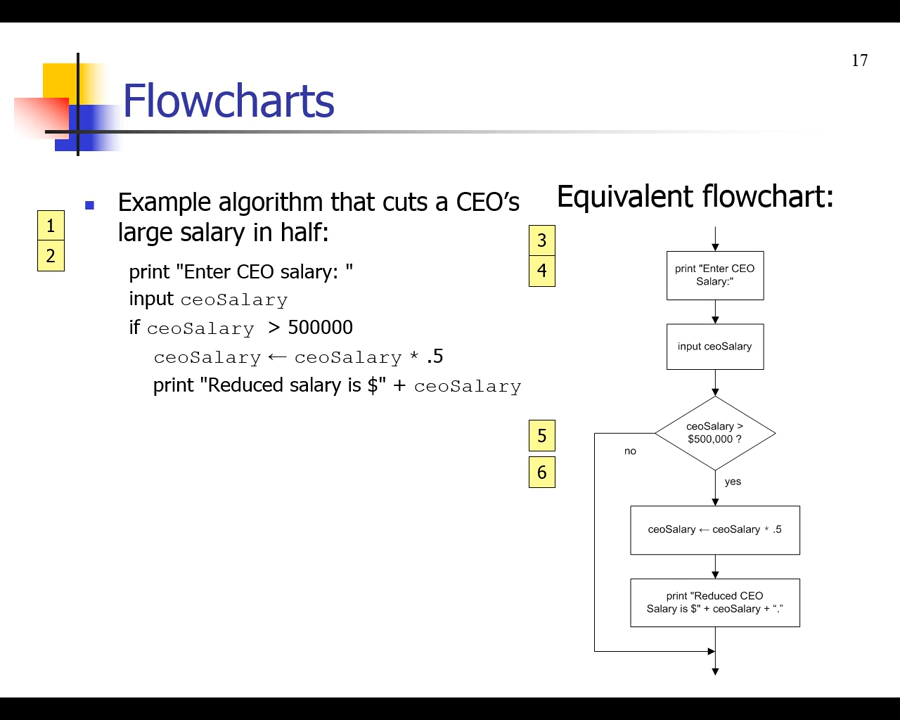 17
Flowcharts
1
2
Example algorithm that cuts a CEO’s
large salary in half:
print "Enter CEO salary: "
input ceoSalary
if ceoSalary > 500000
ceoSalary ← ceoSalary * .5
print "Reduced salary is $" + ceoSalary
Equivalent flowchart:
3
4
5
6
print "Enter CEO
Salary:"
input ceoSalary
ceoSalary >
$500,000 ?
no
yes
ceoSalary ← ceoSalary * .5
print "Reduced CEO
Salary is $" + ceoSalary + “.”